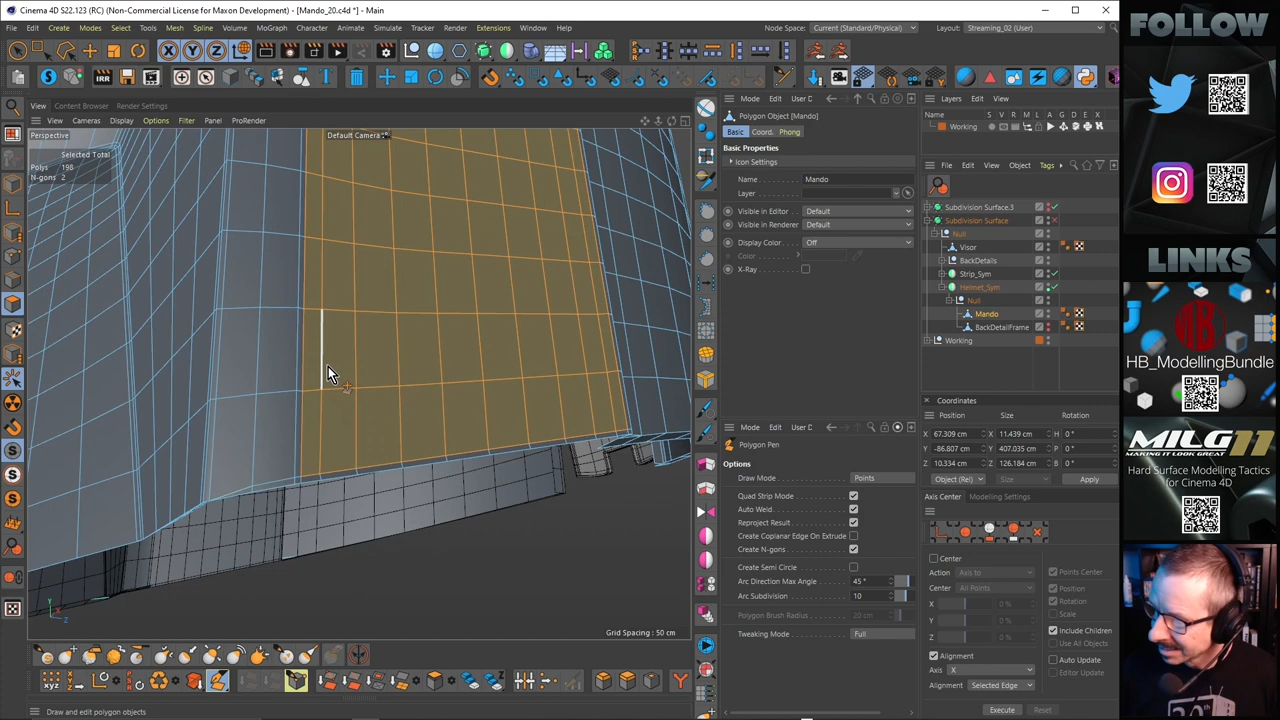 Cinema 4D S22.123 (RC) (Non-Commercial License for Maxon Development) - [Mando_20.c4d *] - Main
File Edit Create Modes Select Tools Mesh Spline Volume MoGraph Character Animate Simulate Tracker Render Extensions Window Help Node Space: Current (Standard/Physical) Layout: Streaming_02 (User)
X Y Z
IRR
View Content Browser Render Settings
View Cameras Display Options Filter Panel ProRender
Perspective
Default Camera
Selected Total
Polys 198
N-gons 2
Grid Spacing : 50 cm
Draw and edit polygon objects
Mode Edit User D
Polygon Object [Mando]
Basic Coord. Phong
Basic Properties
Icon Settings
Name Mando
Layer
Visible in Editor Default
Visible in Renderer Default
Display Color Off
Color
X-Ray
Mode Edit User D
Polygon Pen
Options
Draw Mode Points
Quad Strip Mode
Auto Weld
Reproject Result
Create Coplanar Edge On Extrude
Create N-gons
Create Semi Circle
Arc Direction Max Angle 45 °
Arc Subdivision 10
Polygon Brush Radius 20 cm
Tweaking Mode Full
Layers Edit View
Name S V R M L A G D E X
Working
File Edit View Object Tags
Subdivision Surface.3
Subdivision Surface
Null
Visor
BackDetails
Strip_Sym
Helmet_Sym
Null
Mando
BackDetailFrame
Working
Coordinates
Position Size Rotation
X 67.309 cm X 11.439 cm H 0 °
Y -86.807 cm Y 407.035 cm P 0 °
Z 10.334 cm Z 126.184 cm B 0 °
Object (Rel) Size Apply
Axis Center Modeling Settings
Center
Action Axis to Points Center
Center All Points Position
X 0 % Rotation
Y 0 % Scale
Z 0 % Include Children
Use All Objects
Alignment Auto Update
Axis X Editor Update
Alignment Selected Edge
Execute Reset
FOLLOW
LINKS
HB
HB_ModellingBundle
MILG11
MAKING IT LOOK GREAT
Hard Surface Modelling Tactics
for Cinema 4D